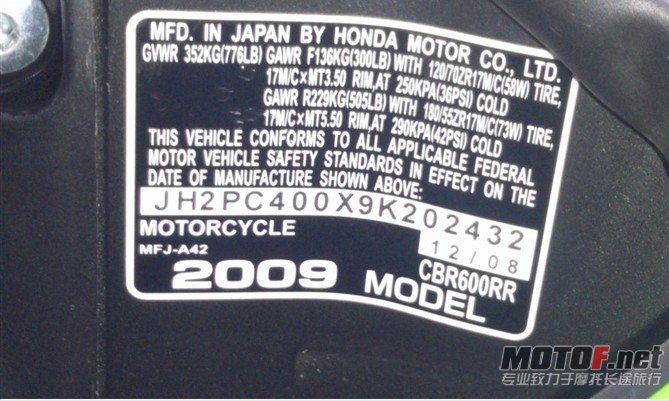 MFD. IN JAPAN BY HONDA MOTOR CO., LTD.
GVWR 352KG(776LB) GAWR F136KG(300LB) WITH 120/70ZR17M/C(58W) TIRE,
17M/C×MT3.50 RIM,AT 250KPA(36PSI) COLD
GAWR R229KG(505LB) WITH 180/55ZR17M/C(73W) TIRE,
17M/C×MT5.50 RIM,AT 290KPA(42PSI) COLD
THIS VEHICLE CONFORMS TO ALL APPLICABLE FEDERAL
MOTOR VEHICLE SAFETY STANDARDS IN EFFECT ON THE
DATE OF MANUFACTURE SHOWN ABOVE:
JH2PC400X9K202432
MOTORCYCLE 12/08
MFJ-A42 CBR600RR
2009 MODEL
MOTOF.net
专业致力于摩托长途旅行